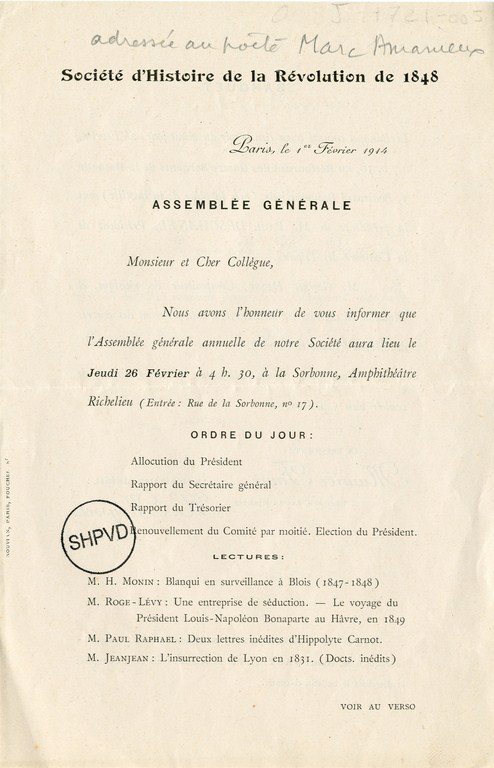 adressée au poète Marc Amanieux
Société d'Histoire de la Révolution de 1848
Paris, le 1er Février 1914
ASSEMBLÉE GÉNÉRALE
Monsieur et Cher Collègue,
Nous avons l'honneur de vous informer que
l'Assemblée générale annuelle de notre Société aura lieu le
Jeudi 26 Février à 4 h. 30, à la Sorbonne, Amphithéâtre
Richelieu (Entrée : Rue de la Sorbonne, nº 17).
ORDRE DU JOUR :
Allocution du Président
Rapport du Secrétaire général
Rapport du Trésorier
Renouvellement du Comité par moitié. Election du Président.
SHPVD
LECTURES :
M. H. MONIN : Blanqui en surveillance à Blois (1847-1848)
M. ROGE-LÉVY : Une entreprise de séduction. — Le voyage du
Président Louis-Napoléon Bonaparte au Hâvre, en 1849
M. PAUL RAPHAEL : Deux lettres inédites d'Hippolyte Carnot.
M. JEANJEAN : L'insurrection de Lyon en 1831. (Docts. inédits)
VOIR AU VERSO